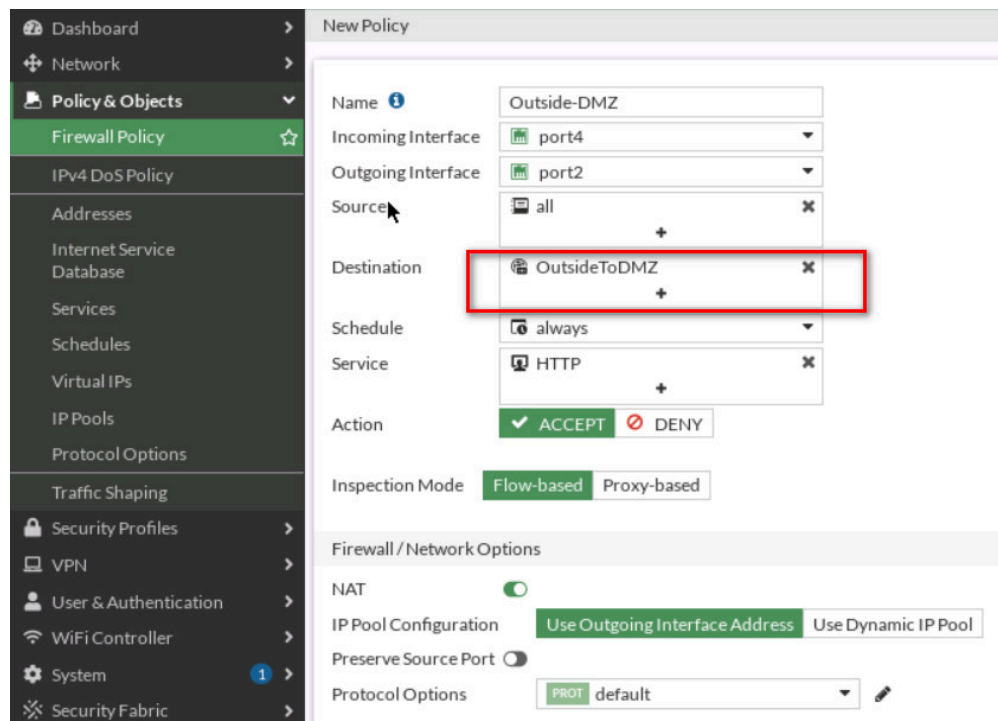 Dashboard
Network
Policy & Objects
Firewall Policy
IPv4 DoS Policy
Addresses
Internet Service
Database
Services
Schedules
Virtual IPs
IP Pools
Protocol Options
Traffic Shaping
Security Profiles
VPN
User & Authentication
WiFi Controller
System 1
Security Fabric
New Policy
Name
Outside-DMZ
Incoming Interface
port4
Outgoing Interface
port2
Source
all
Destination
OutsideToDMZ
Schedule
always
Service
HTTP
Action
ACCEPT DENY
Inspection Mode
Flow-based Proxy-based
Firewall / Network Options
NAT
IP Pool Configuration
Use Outgoing Interface Address Use Dynamic IP Pool
Preserve Source Port
Protocol Options
PROT default